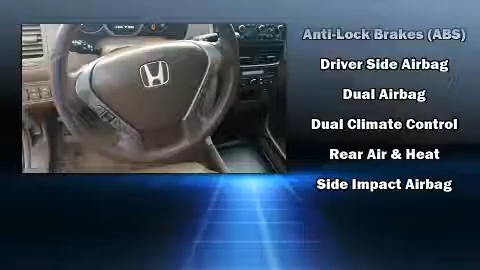 Anti-Lock Brakes (ABS)
Driver Side Airbag
Dual Airbag
Dual Climate Control
Rear Air & Heat
Side Impact Airbag